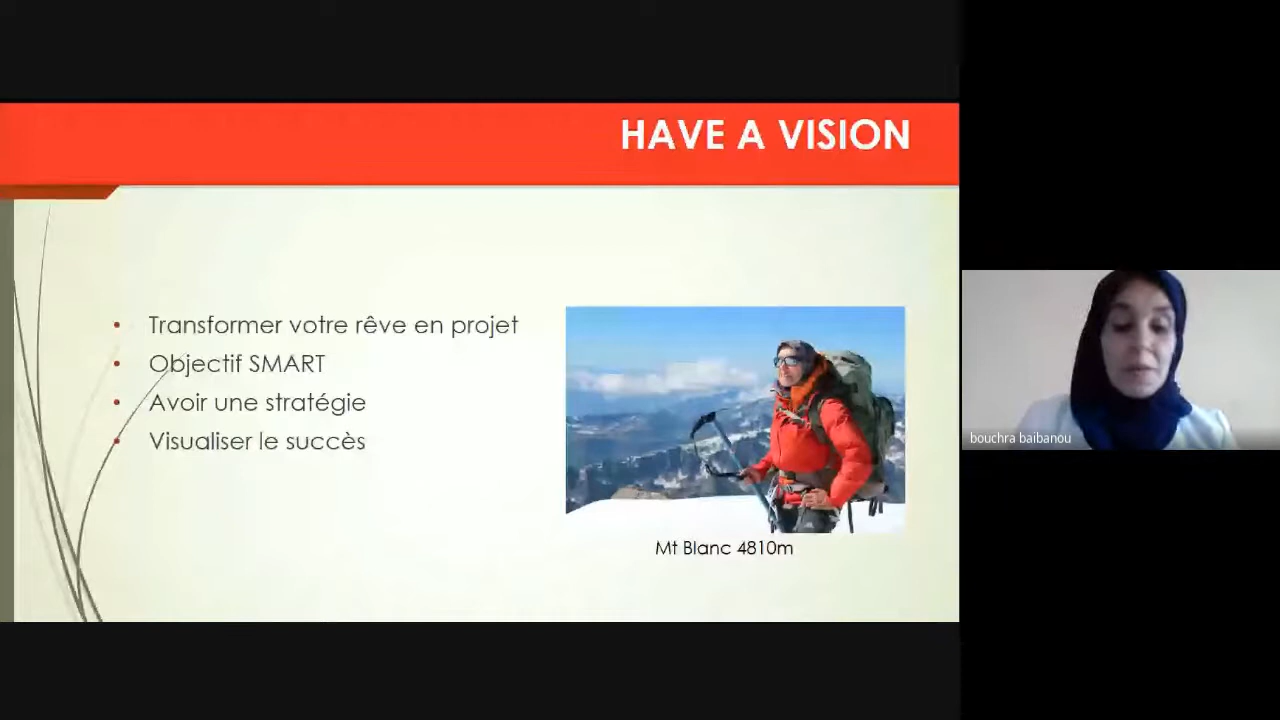 HAVE A VISION
• Transformer votre rêve en projet
• Objectif SMART
• Avoir une stratégie
• Visualiser le succès
Mt Blanc 4810m
bouchra baibanou